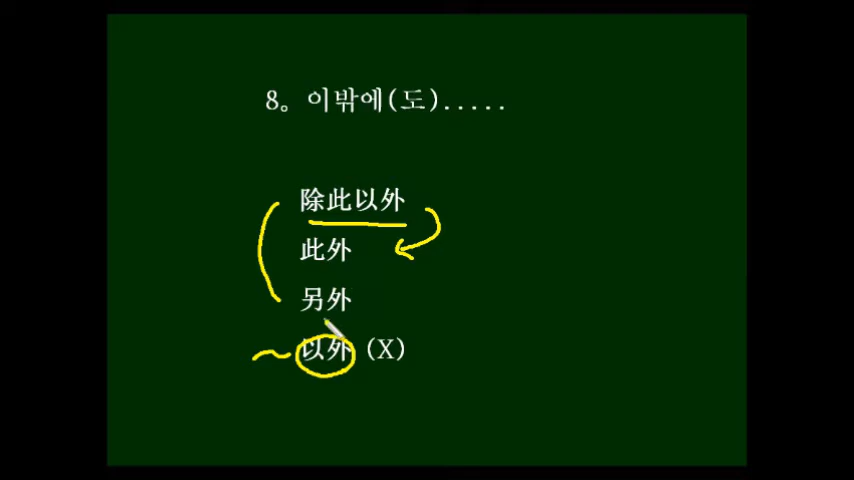 8。이밖에(도).....
除此以外
此外
另外
~以外 (X)